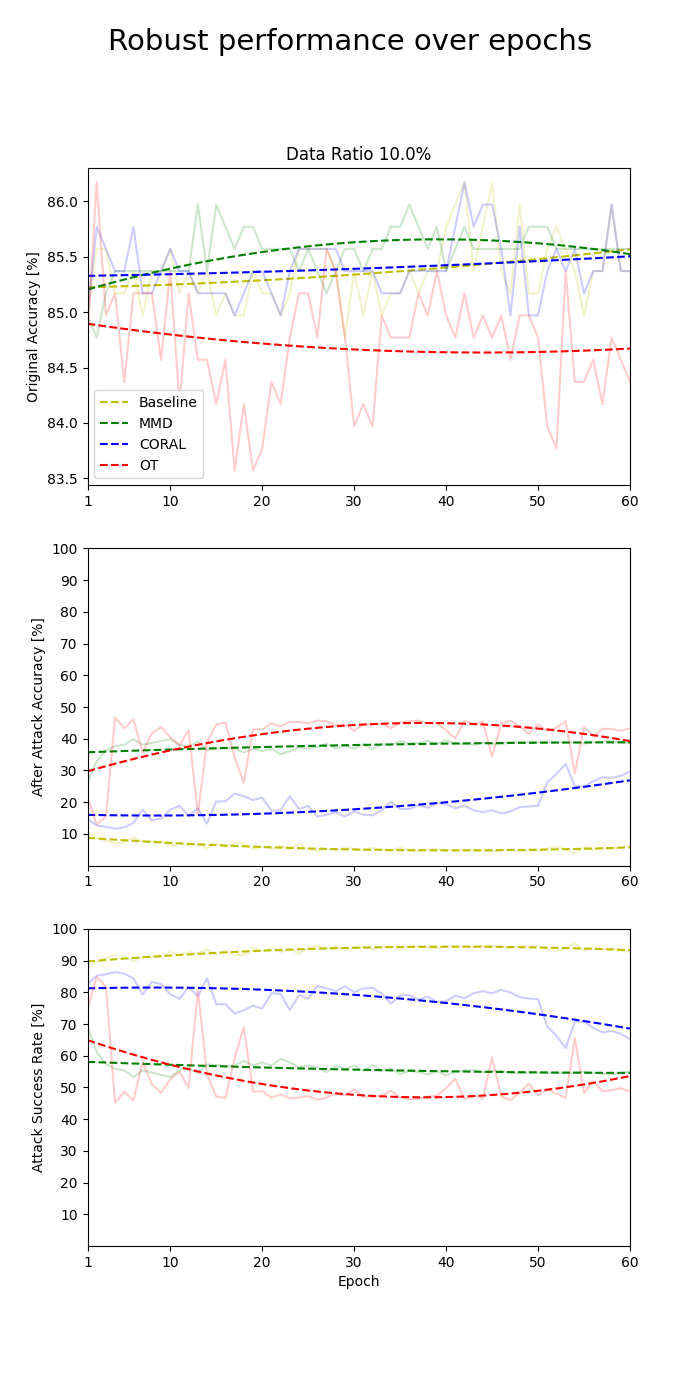 Robust performance over epochs
Data Ratio 10.0%
Original Accuracy [%]
86.0
85.5
85.0
84.5
84.0
83.5
Baseline
MMD
CORAL
OT
1 10 20 30 40 50 60
After Attack Accuracy [%]
100
90
80
70
60
50
40
30
20
10
1 10 20 30 40 50 60
Attack Success Rate [%]
100
90
80
70
60
50
40
30
20
10
1 10 20 30 40 50 60
Epoch